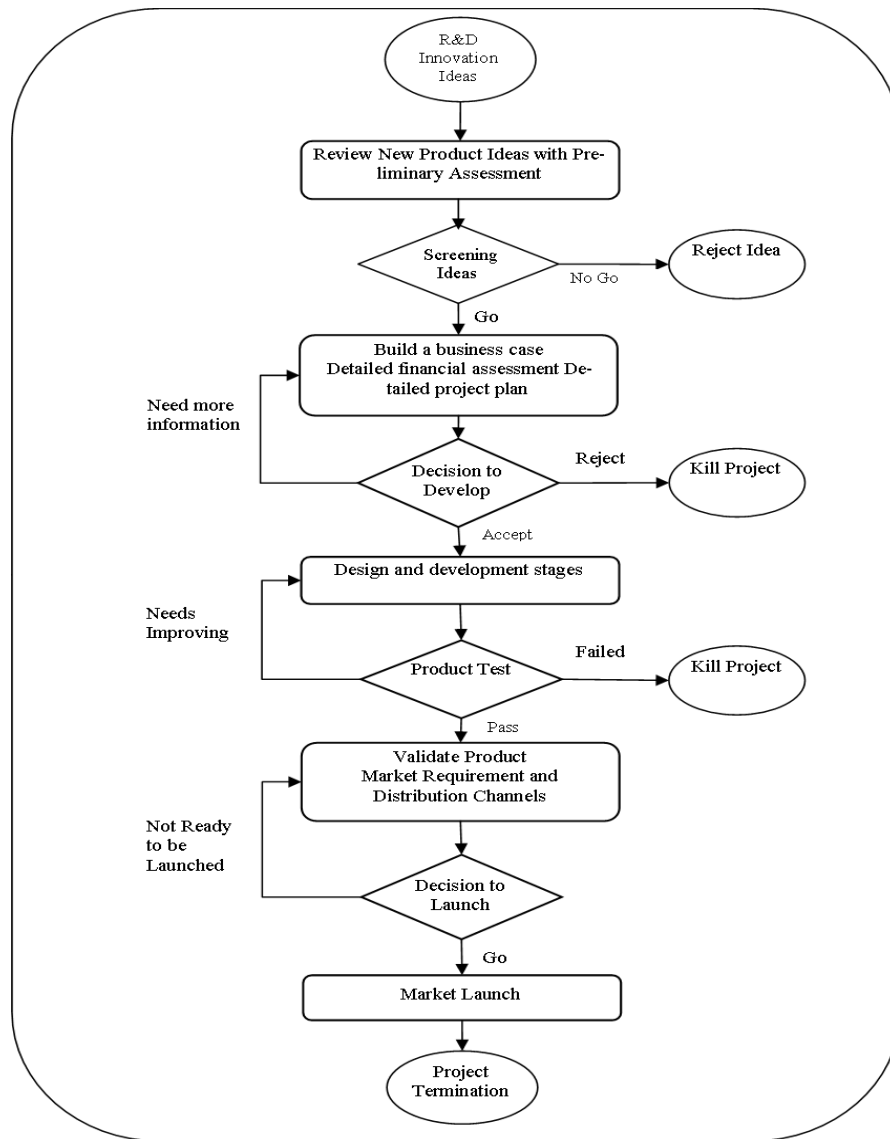 R&D
Innovation
Ideas
Review New Product Ideas with Pre-
liminary Assessment
Screening
Ideas
No Go
Reject Idea
Go
Build a business case
Detailed financial assessment De-
tailed project plan
Need more
information
Decision to
Develop
Reject
Kill Project
Accept
Design and development stages
Needs
Improving
Product Test
Failed
Kill Project
Pass
Validate Product
Market Requirement and
Distribution Channels
Not Ready
to be
Launched
Decision to
Launch
Go
Market Launch
Project
Termination